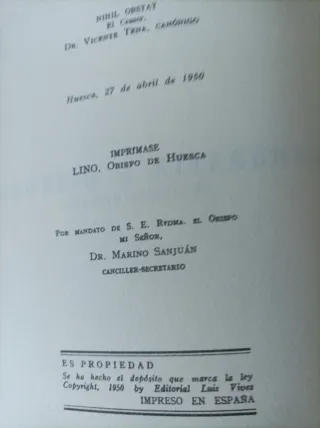 NIHIL OBSTAT
El Censor,
Dr. Vicente Tena, Canónigo
Huesca, 27 de abril de 1950
IMPRIMASE
LINO, Obispo de Huesca
Por mandato de S. E. Rvdma. el Obispo
mi Señor,
Dr. Marino Sanjuán
canciller-secretario
ES PROPIEDAD
Se ha hecho el depósito que marca la ley
Copyright, 1950 by Editorial Luis Vives
IMPRESO EN ESPAÑA